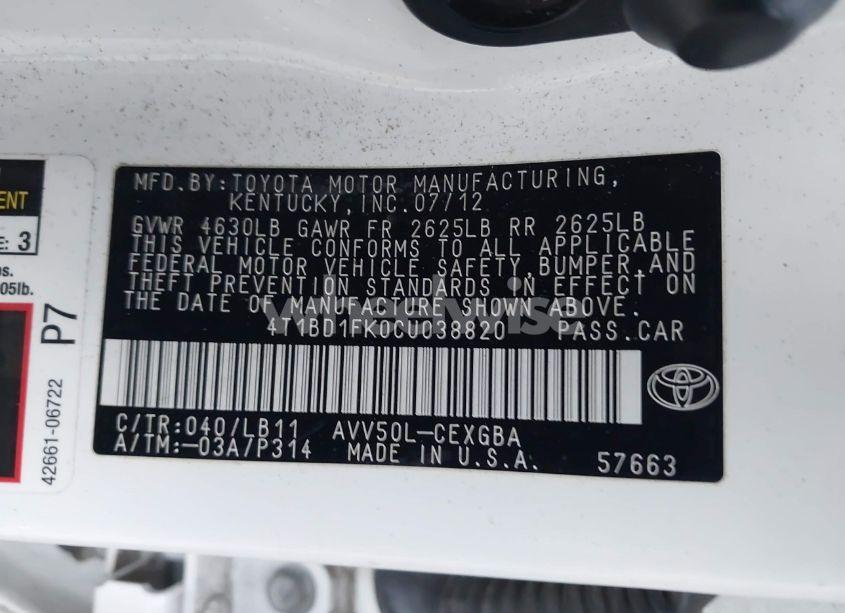 MFD.BY:TOYOTA MOTOR MANUFACTURING,
KENTUCKY,INC.07/12
GVWR 4630LB GAWR FR 2625LB RR 2625LB
THIS VEHICLE CONFORMS TO ALL APPLICABLE
FEDERAL MOTOR VEHICLE SAFETY,BUMPER,AND
THEFT PREVENTION STANDARDS IN EFFECT ON
THE DATE OF MANUFACTURE SHOWN ABOVE.
4T1BD1FK0CU038820 PASS.CAR
C/TR:040/LB11 AVV50L-CEXGBA
A/TM:-03A/P314 MADE IN U.S.A. 57663
ENT
E: 3
05lb.
P7
42661-06722